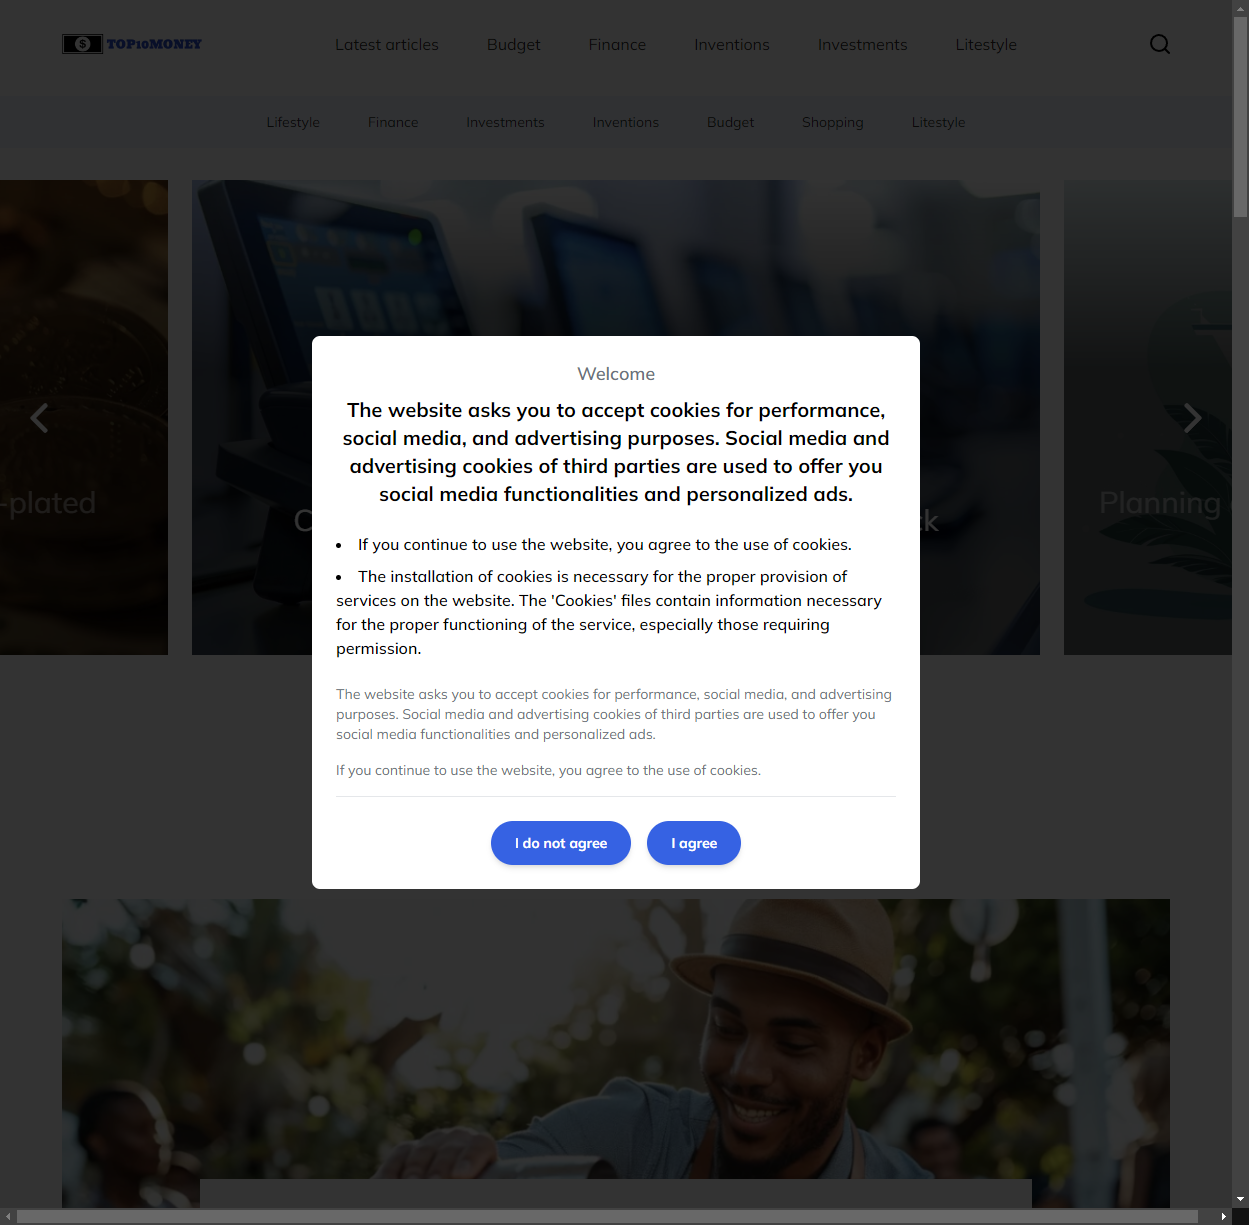 TOP10MONEY
Latest articles Budget Finance Inventions Investments Litestyle
Lifestyle Finance Investments Inventions Budget Shopping Litestyle
Welcome
The website asks you to accept cookies for performance,
social media, and advertising purposes. Social media and
advertising cookies of third parties are used to offer you
social media functionalities and personalized ads.
-plated
Planning
If you continue to use the website, you agree to the use of cookies.
The installation of cookies is necessary for the proper provision of
services on the website. The 'Cookies' files contain information necessary
for the proper functioning of the service, especially those requiring
permission.
The website asks you to accept cookies for performance, social media, and advertising
purposes. Social media and advertising cookies of third parties are used to offer you
social media functionalities and personalized ads.
If you continue to use the website, you agree to the use of cookies.
I do not agree I agree